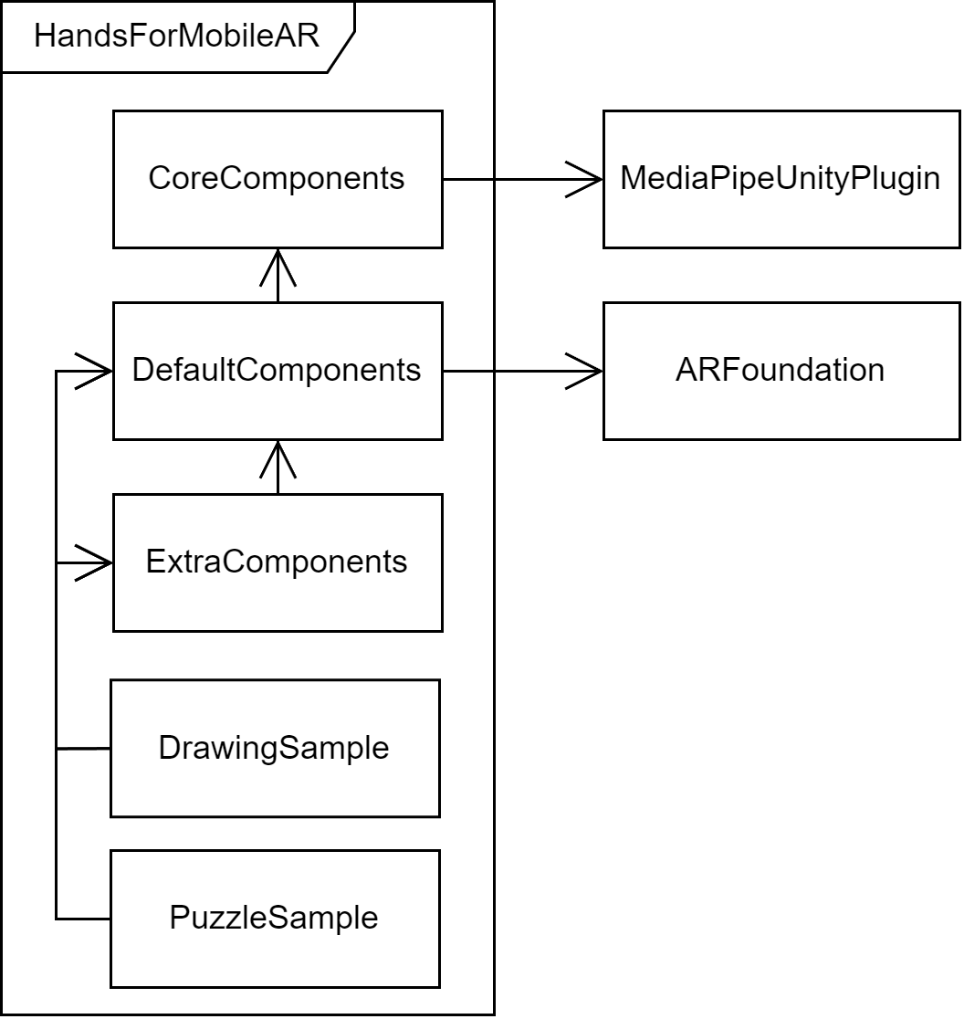 HandsForMobileAR
CoreComponents
MediaPipeUnityPlugin
DefaultComponents
ARFoundation
ExtraComponents
DrawingSample
PuzzleSample